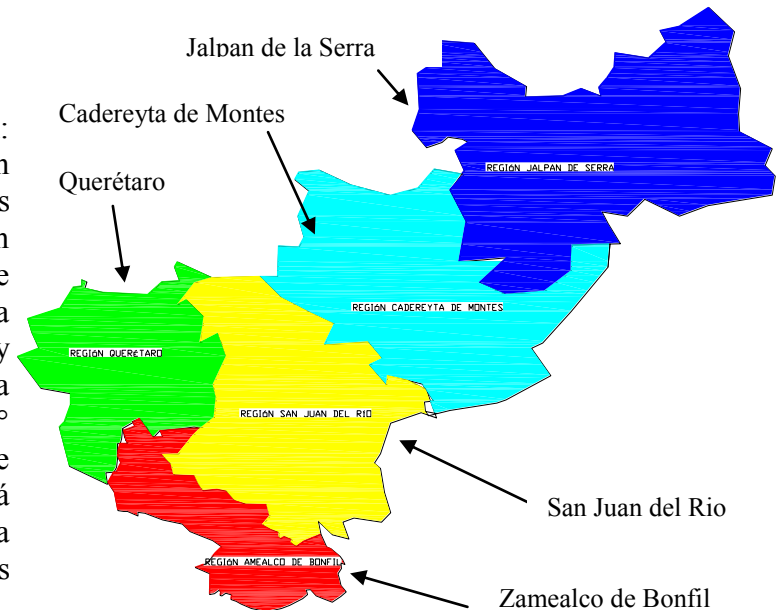 Jalpan de la Serra
Cadereyta de Montes
Querétaro
REGIóN JALPAN DE SERRA
REGIóN CADEREYTA DE MONTES
REGIóN QUERéTARO
REGIóN SAN JUAN DEL RIO
San Juan del Rio
REGIóN AMEALCO DE BONFIL
Zamealco de Bonfil
:
n
s
n
e
a
y
a
°
e
á
a
s